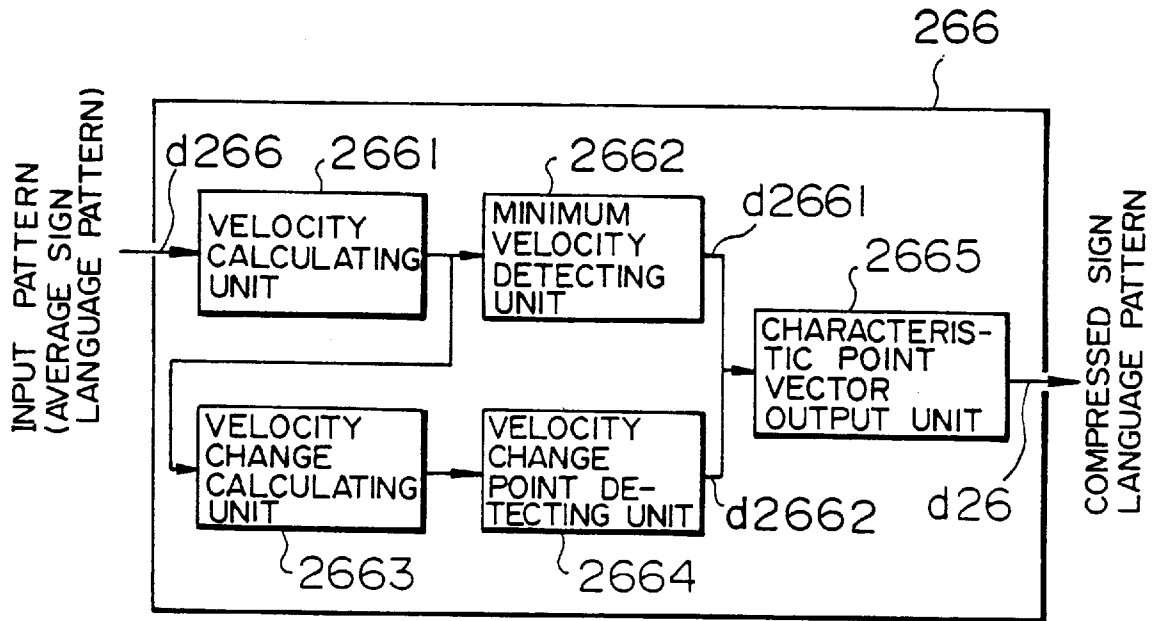 266
INPUT PATTERN
(AVERAGE SIGN
LANGUAGE PATTERN)
d266
2661
VELOCITY
CALCULATING
UNIT
2662
MINIMUM
VELOCITY
DETECTING
UNIT
d2661
2665
CHARACTERIS-
TIC POINT
VECTOR
OUTPUT UNIT
VELOCITY
CHANGE
CALCULATING
UNIT
2663
VELOCITY
CHANGE
POINT DE-
TECTING UNIT
2664
d2662
d26
COMPRESSED SIGN
LANGUAGE PATTERN